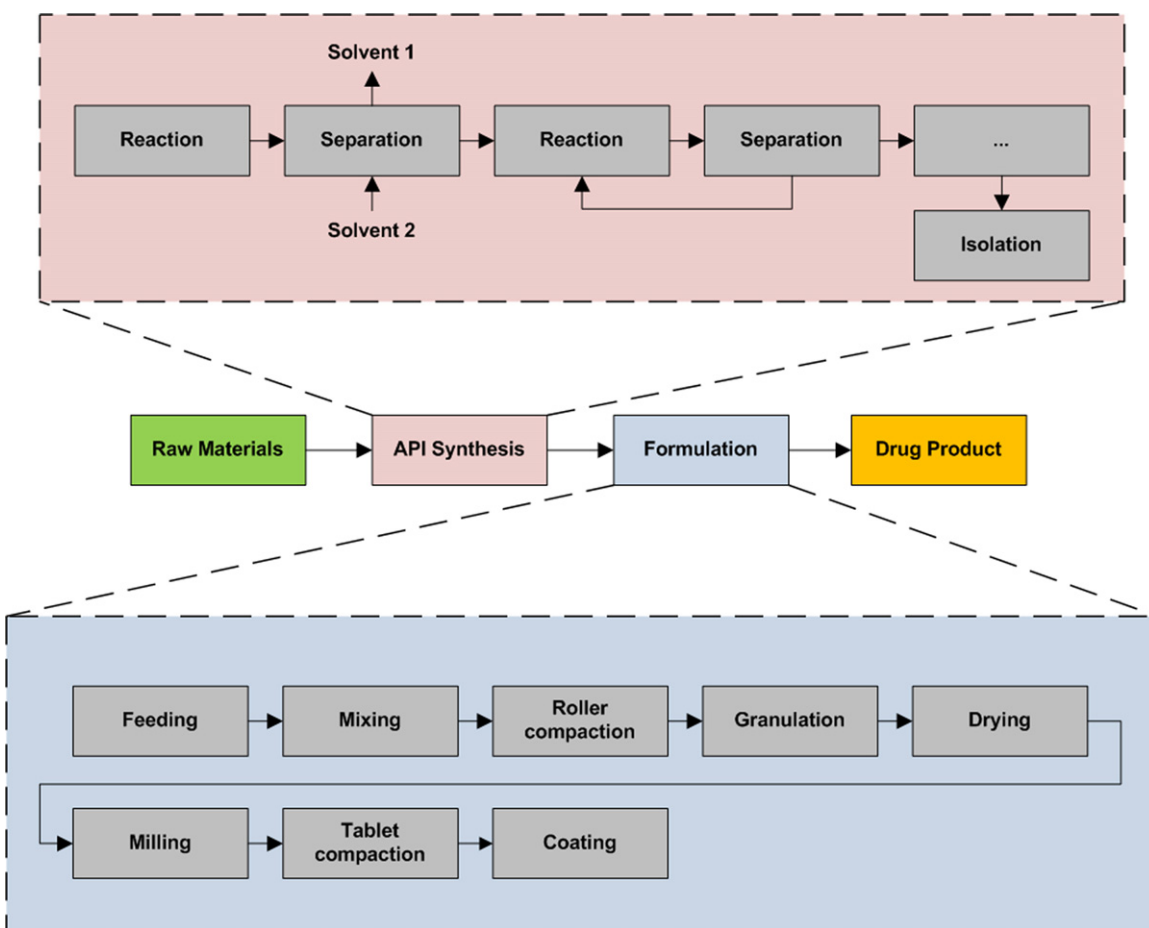 Solvent 1
Reaction
Separation
Reaction
Separation
...
Solvent 2
Isolation
Raw Materials
API Synthesis
Formulation
Drug Product
Feeding
Mixing
Roller
compaction
Granulation
Drying
Milling
Tablet
compaction
Coating